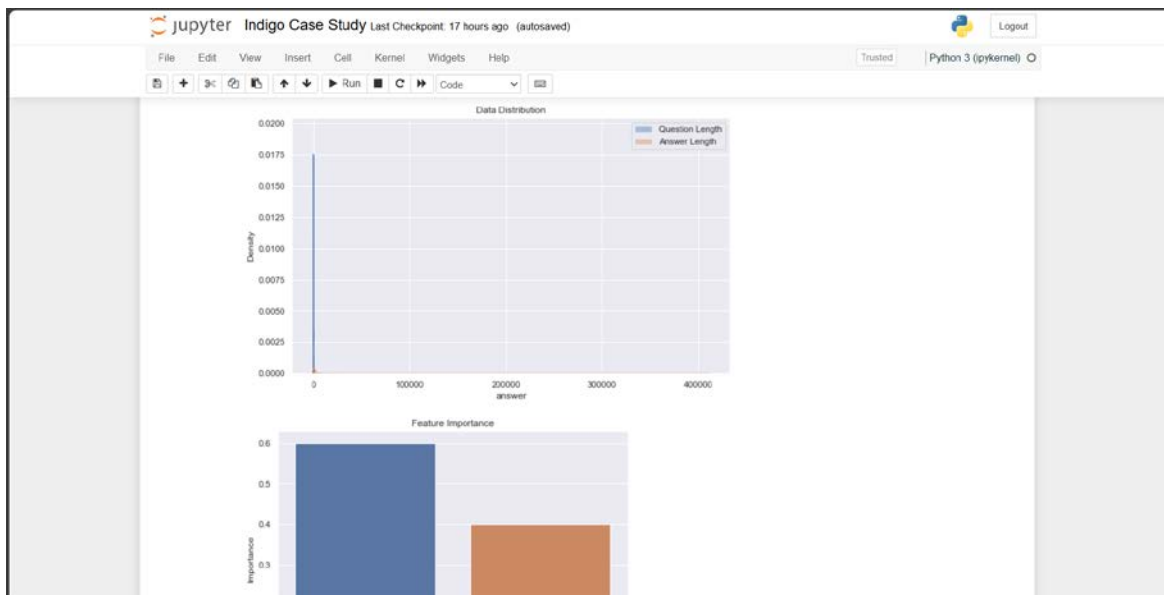 jupyter Indigo Case Study Last Checkpoint: 17 hours ago (autosaved)
Logout
File Edit View Insert Cell Kernel Widgets Help
Trusted
Python 3 (ipykernel)
Run
Code
Data Distribution
Question Length
Answer Length
0.0200
0.0175
0.0150
0.0125
0.0100
0.0075
0.0050
0.0025
0.0000
Density
0 100000 200000 300000 400000
answer
Feature Importance
0.6
0.5
0.4
0.3
Importance